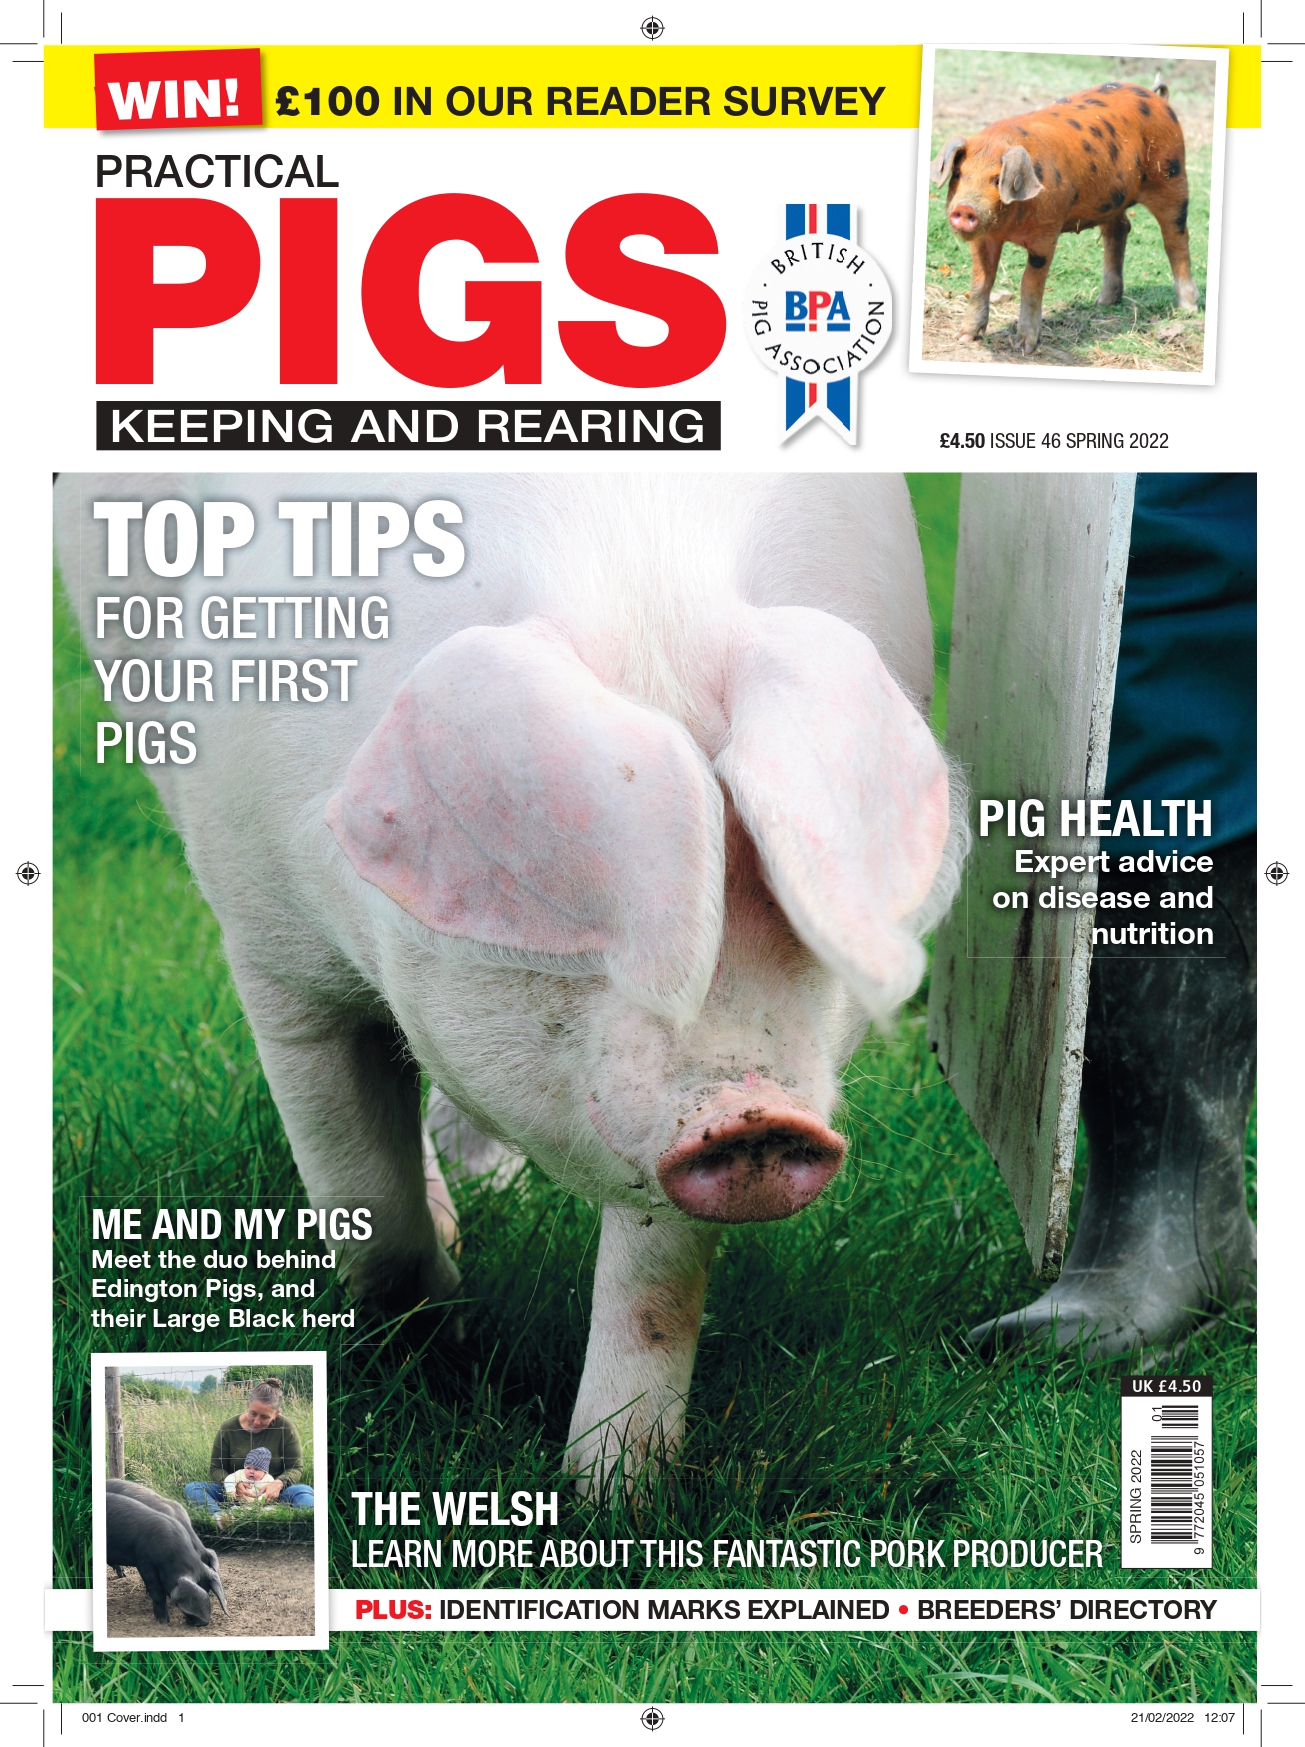 WIN! £100 IN OUR READER SURVEY
PRACTICAL
PIGS
KEEPING AND REARING
BRITISH
PIG ASSOCIATION
BPA
£4.50 ISSUE 46 SPRING 2022
TOP TIPS
FOR GETTING
YOUR FIRST
PIGS
PIG HEALTH
Expert advice
on disease and
nutrition
ME AND MY PIGS
Meet the duo behind
Edington Pigs, and
their Large Black herd
UK £4.50
SPRING 2022
01
9 772045 051057
THE WELSH
LEARN MORE ABOUT THIS FANTASTIC PORK PRODUCER
PLUS: IDENTIFICATION MARKS EXPLAINED • BREEDERS' DIRECTORY
001 Cover.indd 1
21/02/2022 12:07